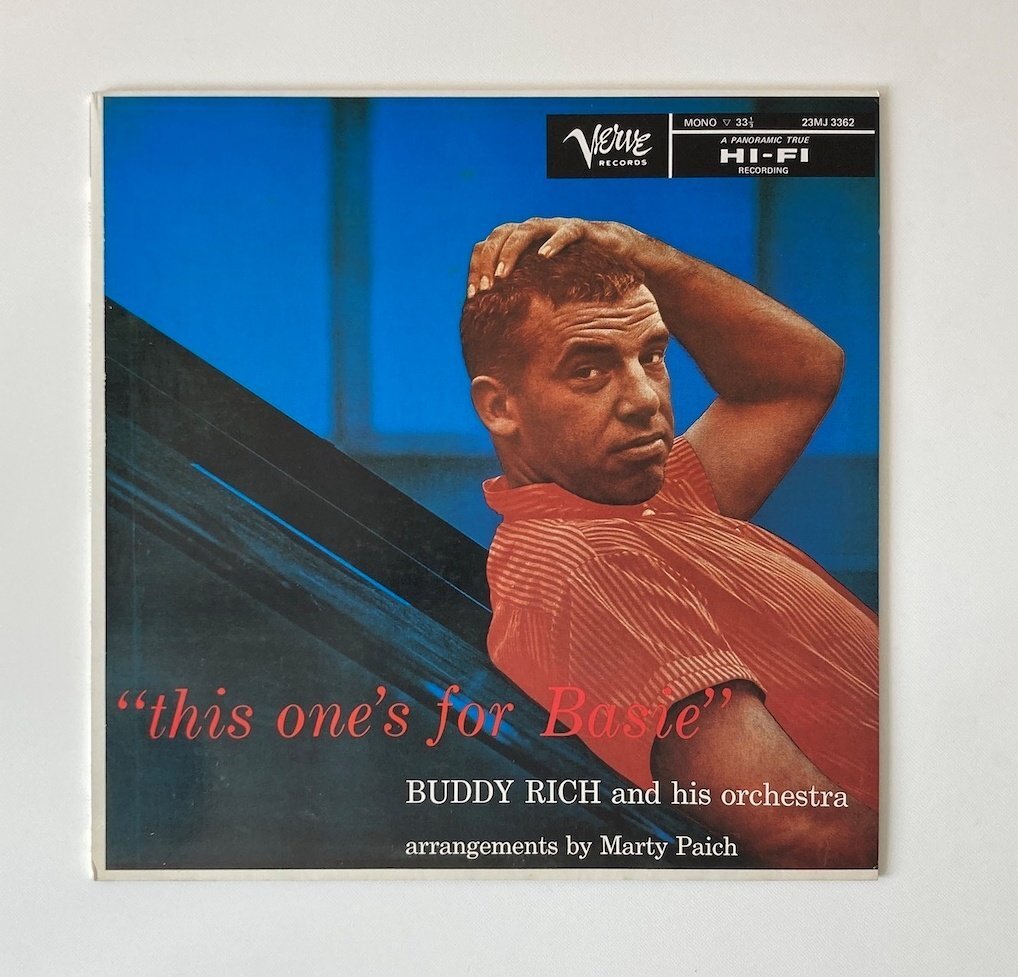 Verve
RECORDS
MONO ▽ 33⅓ 23MJ 3362
A PANORAMIC TRUE
HI-FI
RECORDING
“this one’s for Basie”
BUDDY RICH and his orchestra
arrangements by Marty Paich